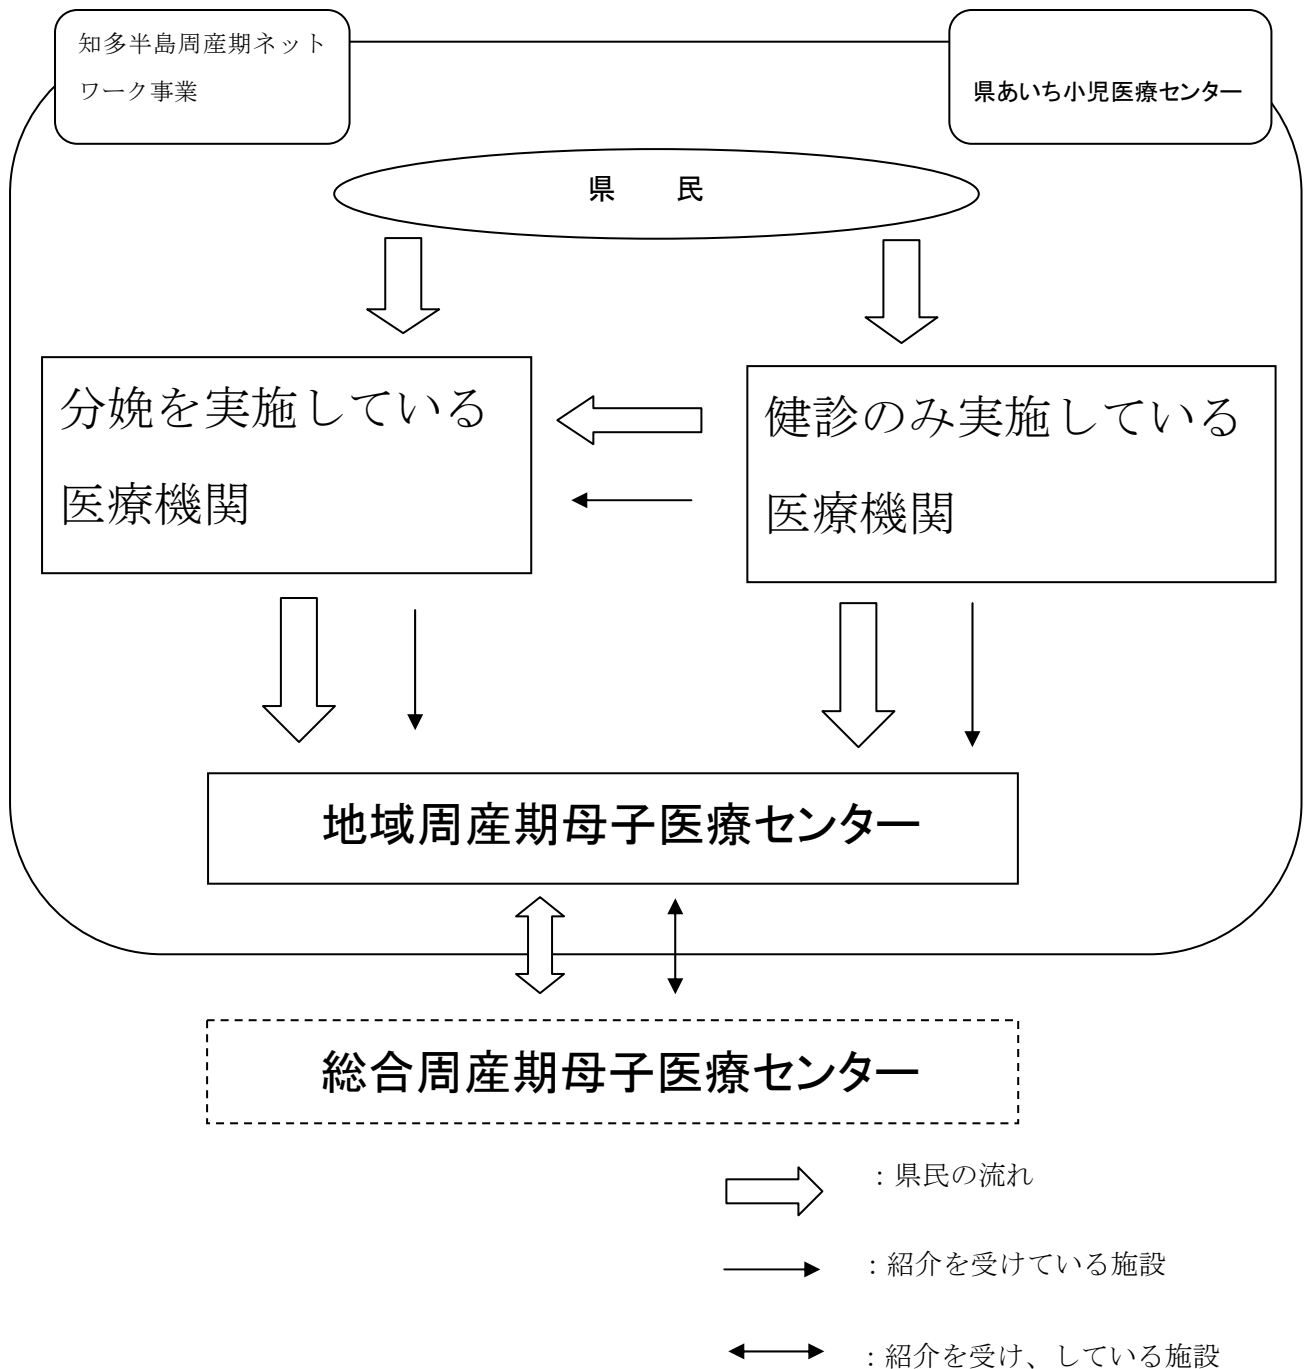 知多半島周産期ネット
ワーク事業
県あいち小児医療センター
県　　民
分娩を実施している
医療機関
健診のみ実施している
医療機関
地域周産期母子医療センター
総合周産期母子医療センター
：県民の流れ
：紹介を受けている施設
：紹介を受け、している施設